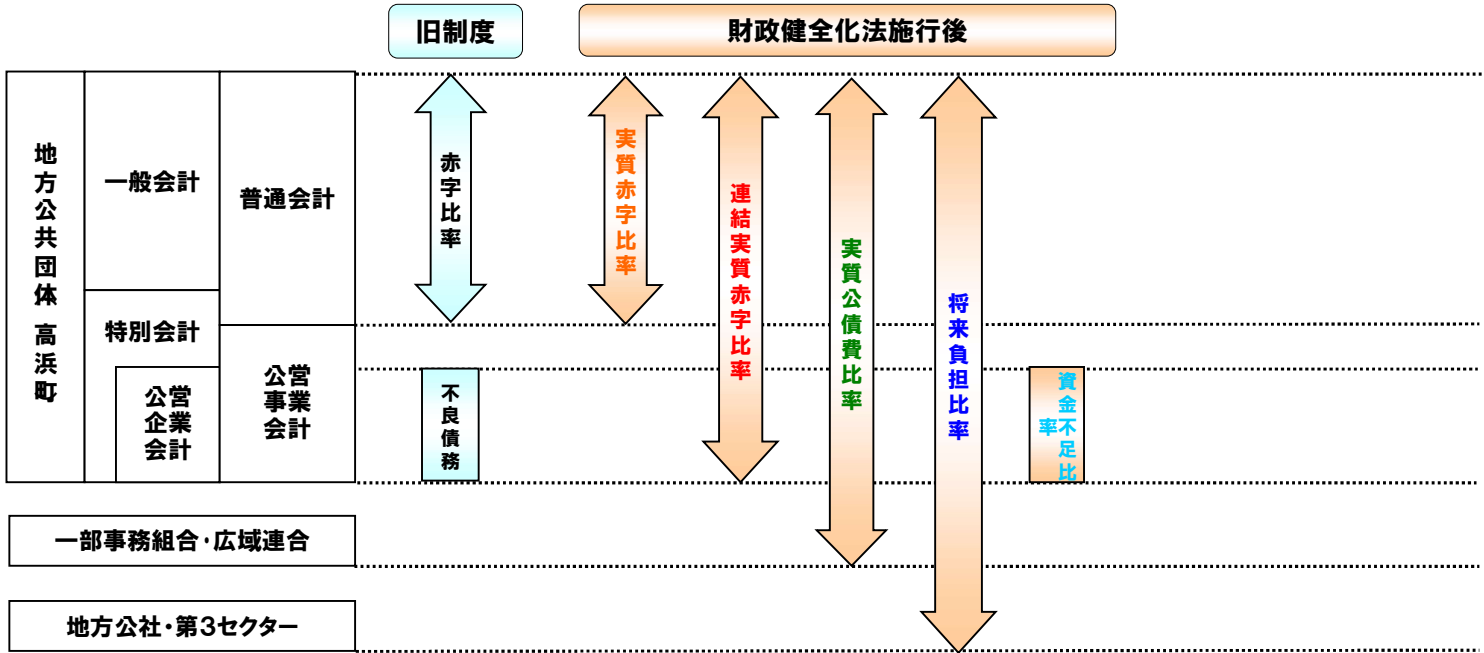 旧制度
財政健全化法施行後
地方公共団体 高浜町
一般会計
特別会計
公営
企業
会計
普通会計
公営
事業
会計
赤字比率
不良債務
実質赤字比率
連結実質赤字比率
実質公債費比率
将来負担比率
資金不足比
率
一部事務組合・広域連合
地方公社・第3セクター